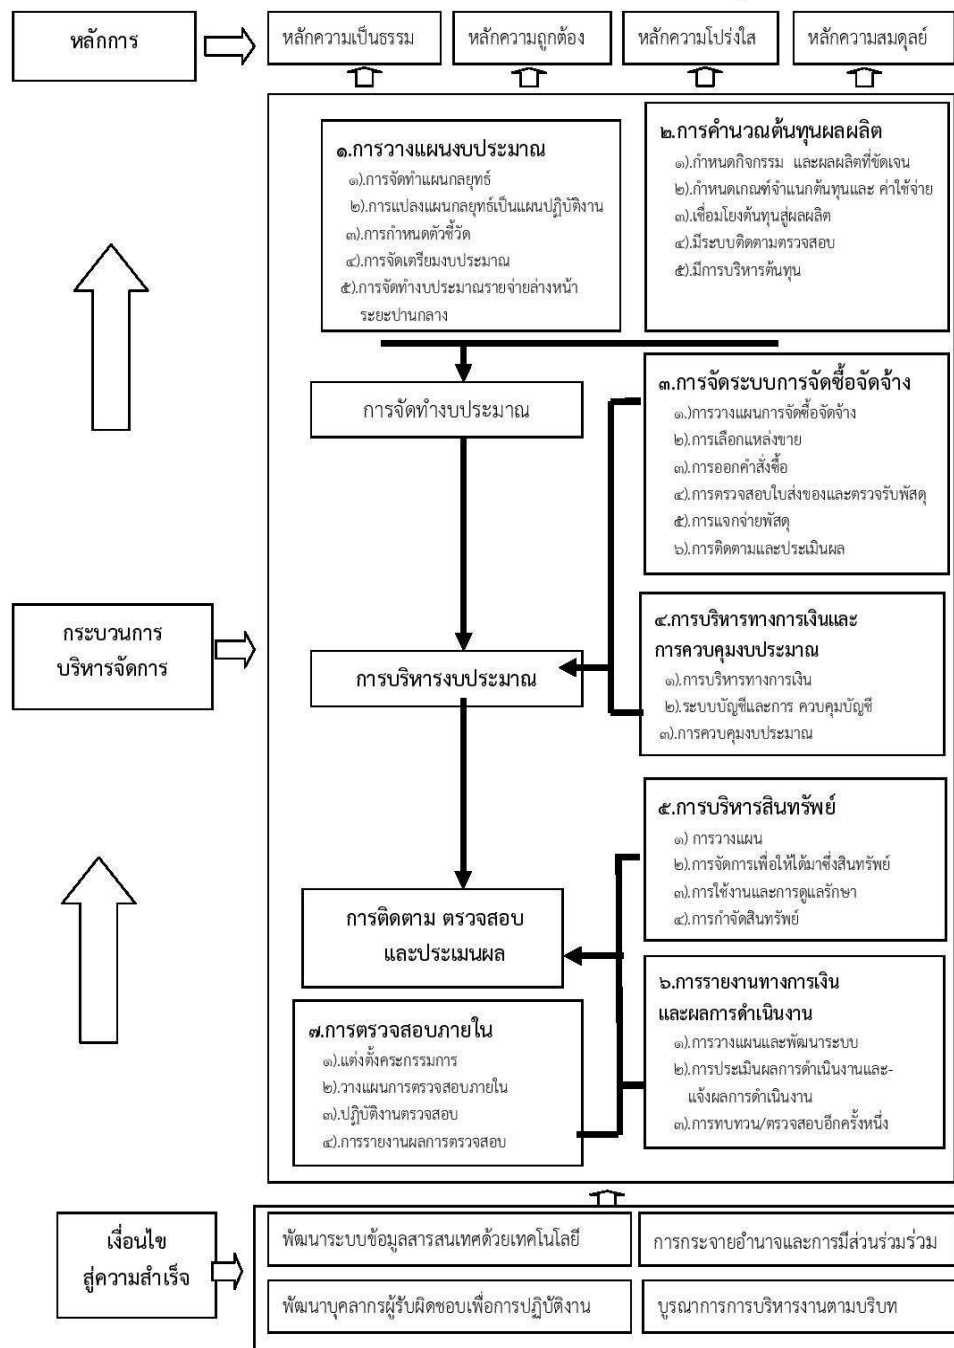 หลักการ
หลักความเป็นธรรม
หลักความถูกต้อง
หลักความโปร่งใส
หลักความสมดุลย์
๑.การวางแผนงบประมาณ
๑).การจัดทำแผนกลยุทธ์
๒).การแปลงแผนกลยุทธ์เป็นแผนปฏิบัติงาน
๓).การกำหนดตัวชี้วัด
๔).การจัดเตรียมงบประมาณ
๕).การจัดทำงบประมาณรายจ่ายล่างหน้า
ระยะปานกลาง
๒.การคำนวณต้นทุนผลผลิต
๑).กำหนดกิจกรรม และผลผลิตที่ขัดเจน
๒).กำหนดเกณฑ์จำแนกต้นทุนและ ค่าใช้จ่าย
๓).เชื่อมโยงต้นทุนสู่ผลผลิต
๔).มีระบบติดตามตรวจสอบ
๕).มีการบริหารต้นทุน
การจัดทำงบประมาณ
๓.การจัดระบบการจัดซื้อจัดจ้าง
๑.)การวางแผนการจัดซื้อจัดจ้าง
๒).การเลือกแหล่งขาย
๓).การออกคำสั่งซื้อ
๔).การตรวจสอบใบส่งของและตรวจรับพัสดุ
๕).การแจกจ่ายพัสดุ
๖).การติดตามและประเมินผล
กระบวนการ
บริหารจัดการ
การบริหารงบประมาณ
๔.การบริหารทางการเงินและ
การควบคุมงบประมาณ
๑).การบริหารทางการเงิน
๒).ระบบบัญชีและการ ควบคุมบัญชี
๓).การควบคุมงบประมาณ
๕.การบริหารสินทรัพย์
๑) การวางแผน
๒).การจัดการเพื่อให้ได้มาซึ่งสินทรัพย์
๓).การใช้งานและการดูแลรักษา
๔).การกำจัดสินทรัพย์
การติดตาม ตรวจสอบ
และประเมนผล
๖.การรายงานทางการเงิน
และผลการดำเนินงาน
๑).การวางแผนและพัฒนาระบบ
๒).การประเมินผลการดำเนินงานและ-
แจ้งผลการดำเนินงาน
๓).การทบทวน/ตรวจสอบอีกครั้งหนึ่ง
๗.การตรวจสอบภายใน
๑).แต่งตั้งคระกรรมการ
๒).วางแผนการตรวจสอบภายใน
๓).ปฏิบัติงานตรวจสอบ
๔).การรายงานผลการตรวจสอบ
เงื่อนไข
สู่ความสำเร็จ
พัฒนาระบบข้อมูลสารสนเทศด้วยเทคโนโลยี
การกระจายอำนาจและการมีส่วนร่วมร่วม
พัฒนาบุคลากรผู้รับผิดชอบเพื่อการปฏิบัติงาน
บูรณาการการบริหารงานตามบริบท